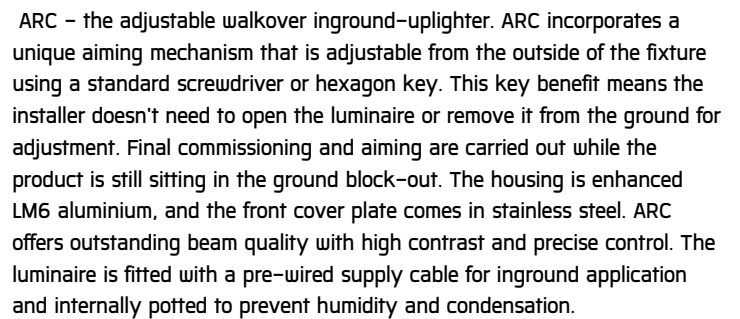 ARC – the adjustable walkover inground–uplighter. ARC incorporates a
unique aiming mechanism that is adjustable from the outside of the fixture
using a standard screwdriver or hexagon key. This key benefit means the
installer doesn't need to open the luminaire or remove it from the ground for
adjustment. Final commissioning and aiming are carried out while the
product is still sitting in the ground block–out. The housing is enhanced
LM6 aluminium, and the front cover plate comes in stainless steel. ARC
offers outstanding beam quality with high contrast and precise control. The
luminaire is fitted with a pre–wired supply cable for inground application
and internally potted to prevent humidity and condensation.